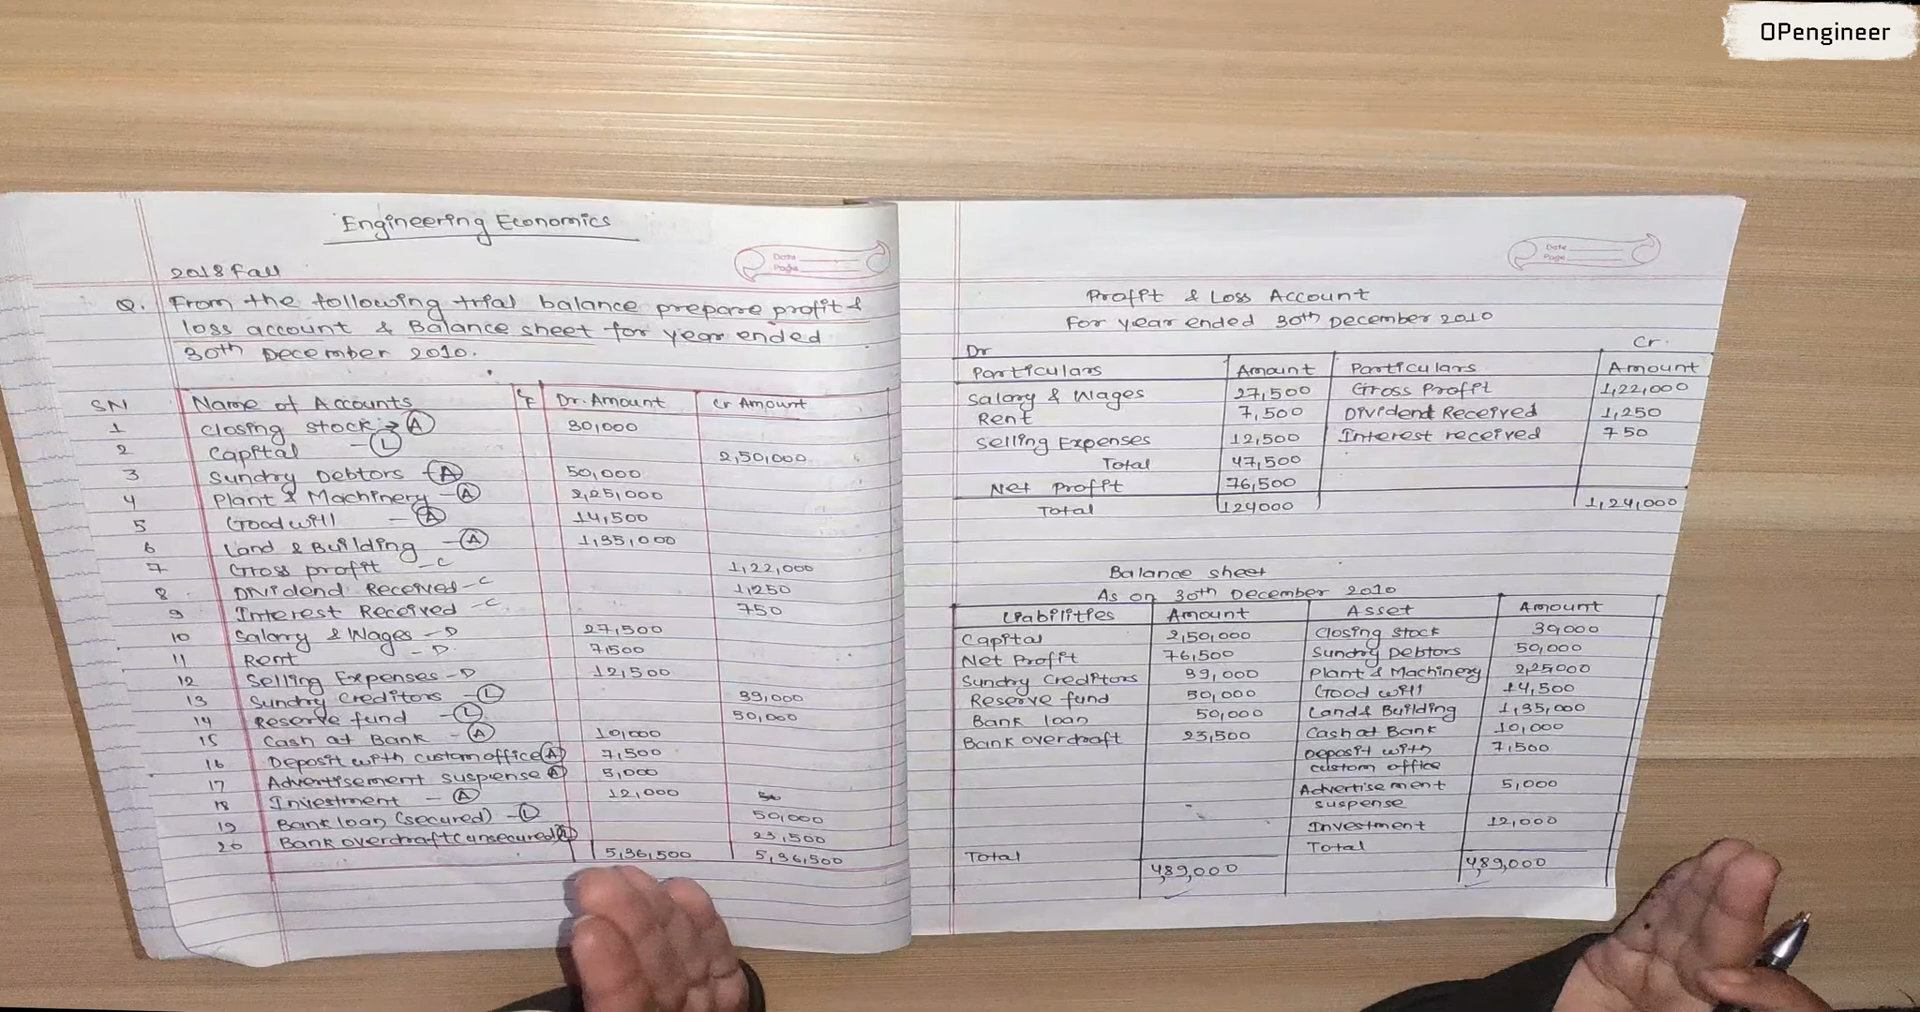 OPengineer
Engineering Economics
Date
Page
2018 Fall
Q. From the following trial balance prepare profit &
loss account & Balance sheet for year ended
30th December 2010.
SN Name of Accounts LF Dr. Amount Cr Amount
1 Closing stock → A 30,000
2 Capital - L 2,50,000
3 Sundry Debtors - A 50,000
4 Plant & Machinery - A 2,25,000
5 Goodwill - A 14,500
6 Land & Building - A 1,35,000
7 Gross profit - C 1,22,000
8 Dividend Received - C 1,250
9 Interest Received - C 750
10 Salary & Wages - D 27,500
11 Rent - D 7,500
12 Selling Expenses - D 12,500
13 Sundry Creditors - L 39,000
14 Reserve fund - L 50,000
15 Cash at Bank - A 10,000
16 Deposit with custom office A 7,500
17 Advertisement suspense A 5,000
18 Investment - A 12,000
19 Bank loan (secured) - L 50,000
20 Bank overdraft (unsecured) 23,500
5,36,500 5,36,500
Date
Page
Profit & Loss Account
For year ended 30th December 2010
Dr Cr.
Particulars Amount Particulars Amount
Salary & Wages 27,500 Gross Profit 1,22,000
Rent 7,500 Dividend Received 1,250
Selling Expenses 12,500 Interest received 750
Total 47,500
Net Profit 76,500
Total 124000 1,24,000
Balance sheet
As on 30th December 2010
Liabilities Amount Asset Amount
Capital 2,50,000 Closing stock 30,000
Net Profit 76,500 Sundry Debtors 50,000
Sundry Creditors 39,000 Plant & Machinery 2,25000
Reserve fund 50,000 Good will 14,500
Bank loan 50,000 Land & Building 1,35,000
Bank overdraft 23,500 Cash at Bank 10,000
Deposit with 7,500
custom office
Advertisement 5,000
suspense
Investment 12,000
Total 4,89,000 Total 4,89,000